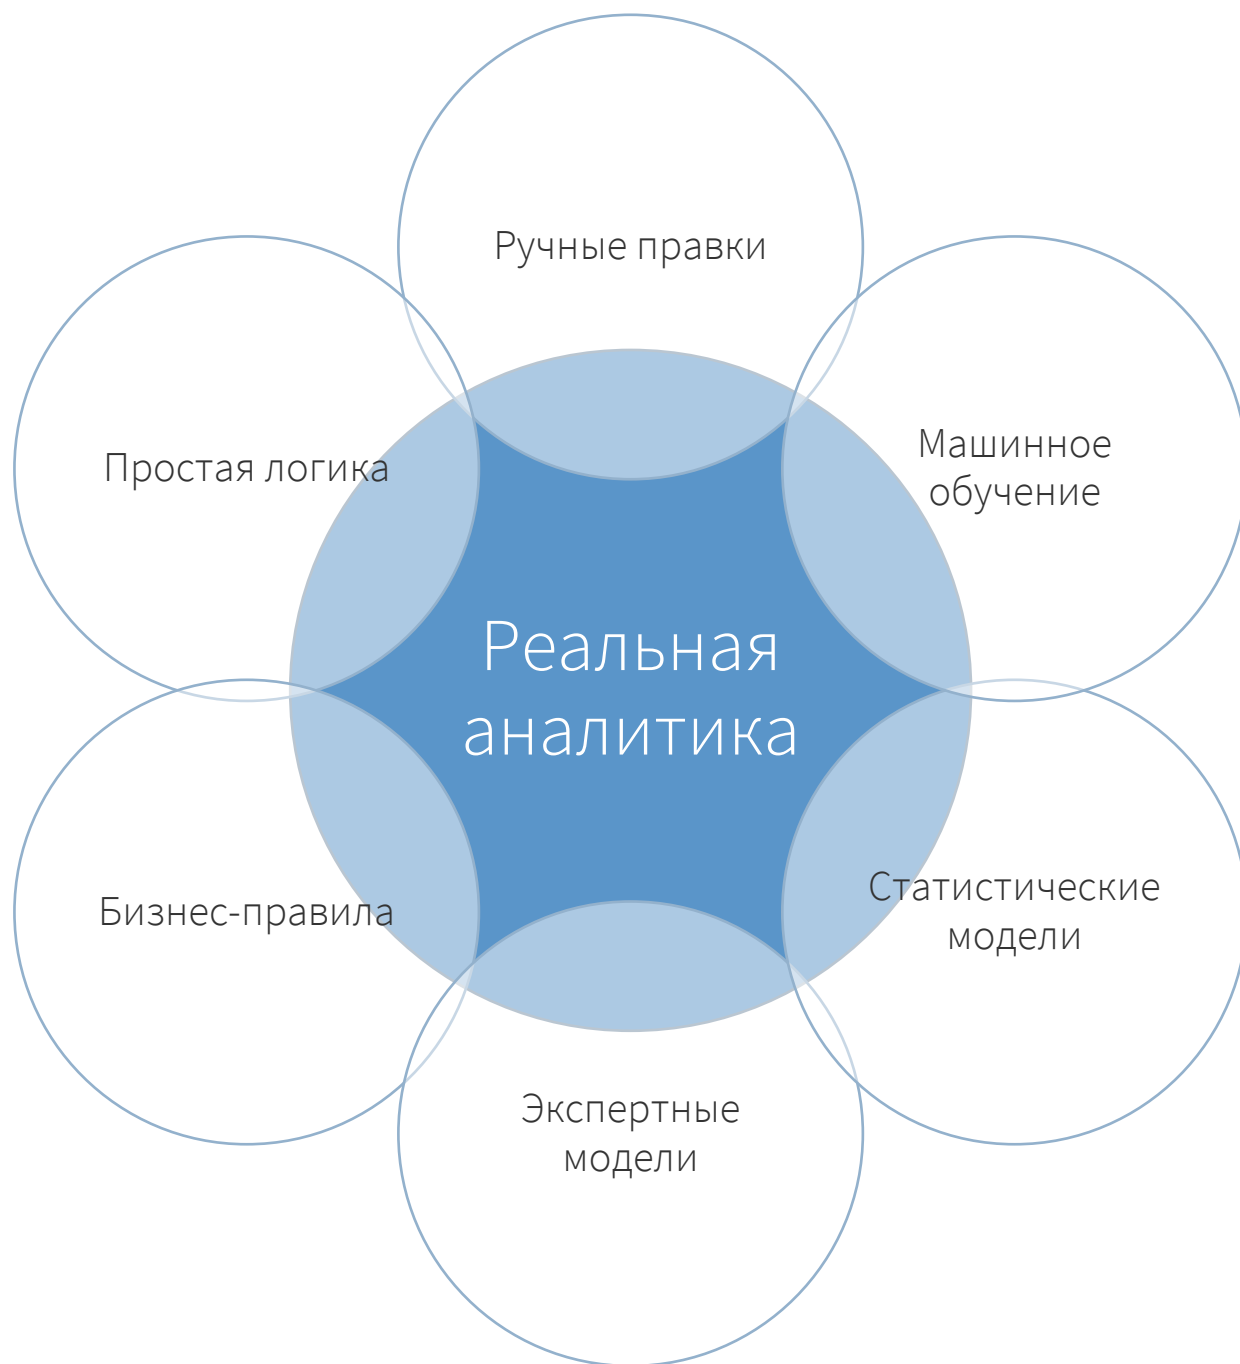 Ручные правки
Простая логика
Машинное
обучение
Реальная
аналитика
Бизнес-правила
Статистические
модели
Экспертные
модели